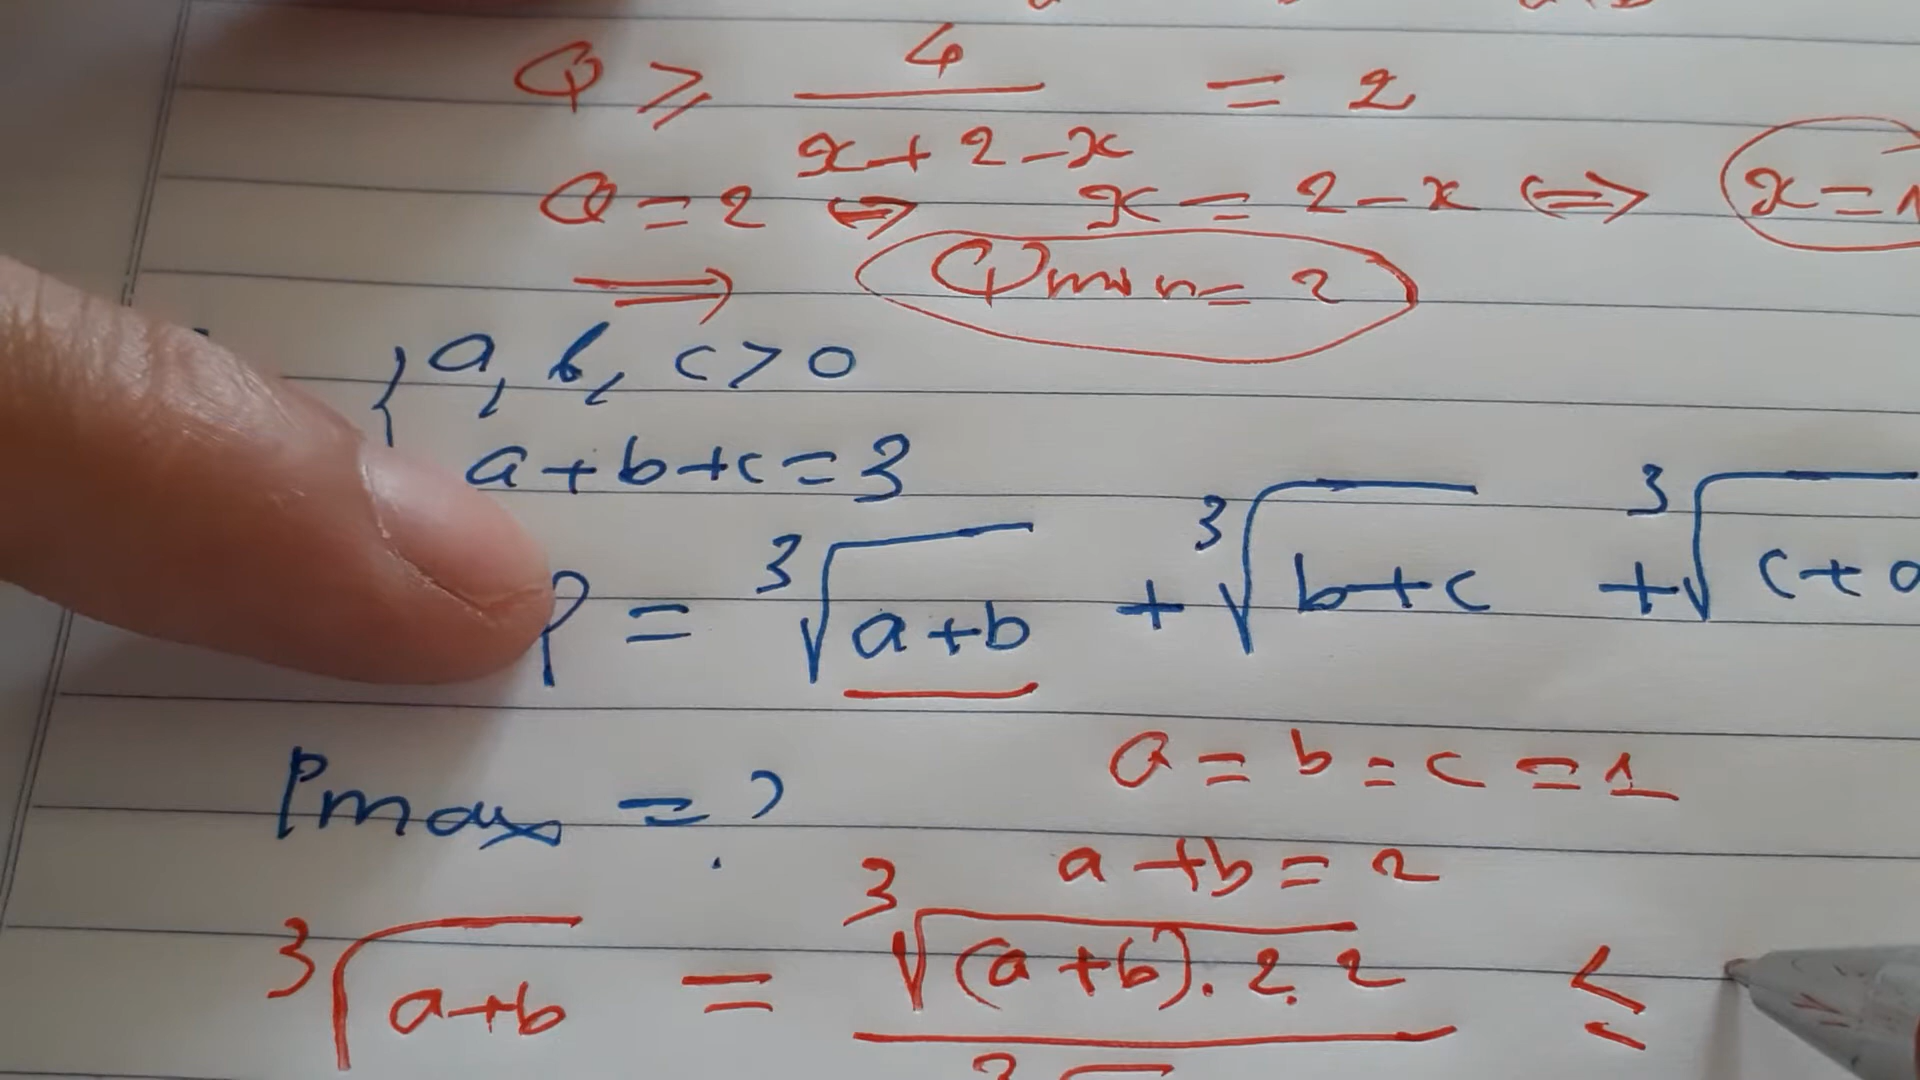 Q ⩾ 4 / (x + 2 - x) = 2
Q = 2 ⇔ x = 2 - x ⇔ x = 1
⟹ Qmin = 2
{ a, b, c > 0
a + b + c = 3
P = ∛(a+b) + ∛(b+c) + ∛(c+a
Pmax = ?
a = b = c = 1
a + b = 2
∛(a+b) = ∛((a+b).2.2) / ∛ ≤